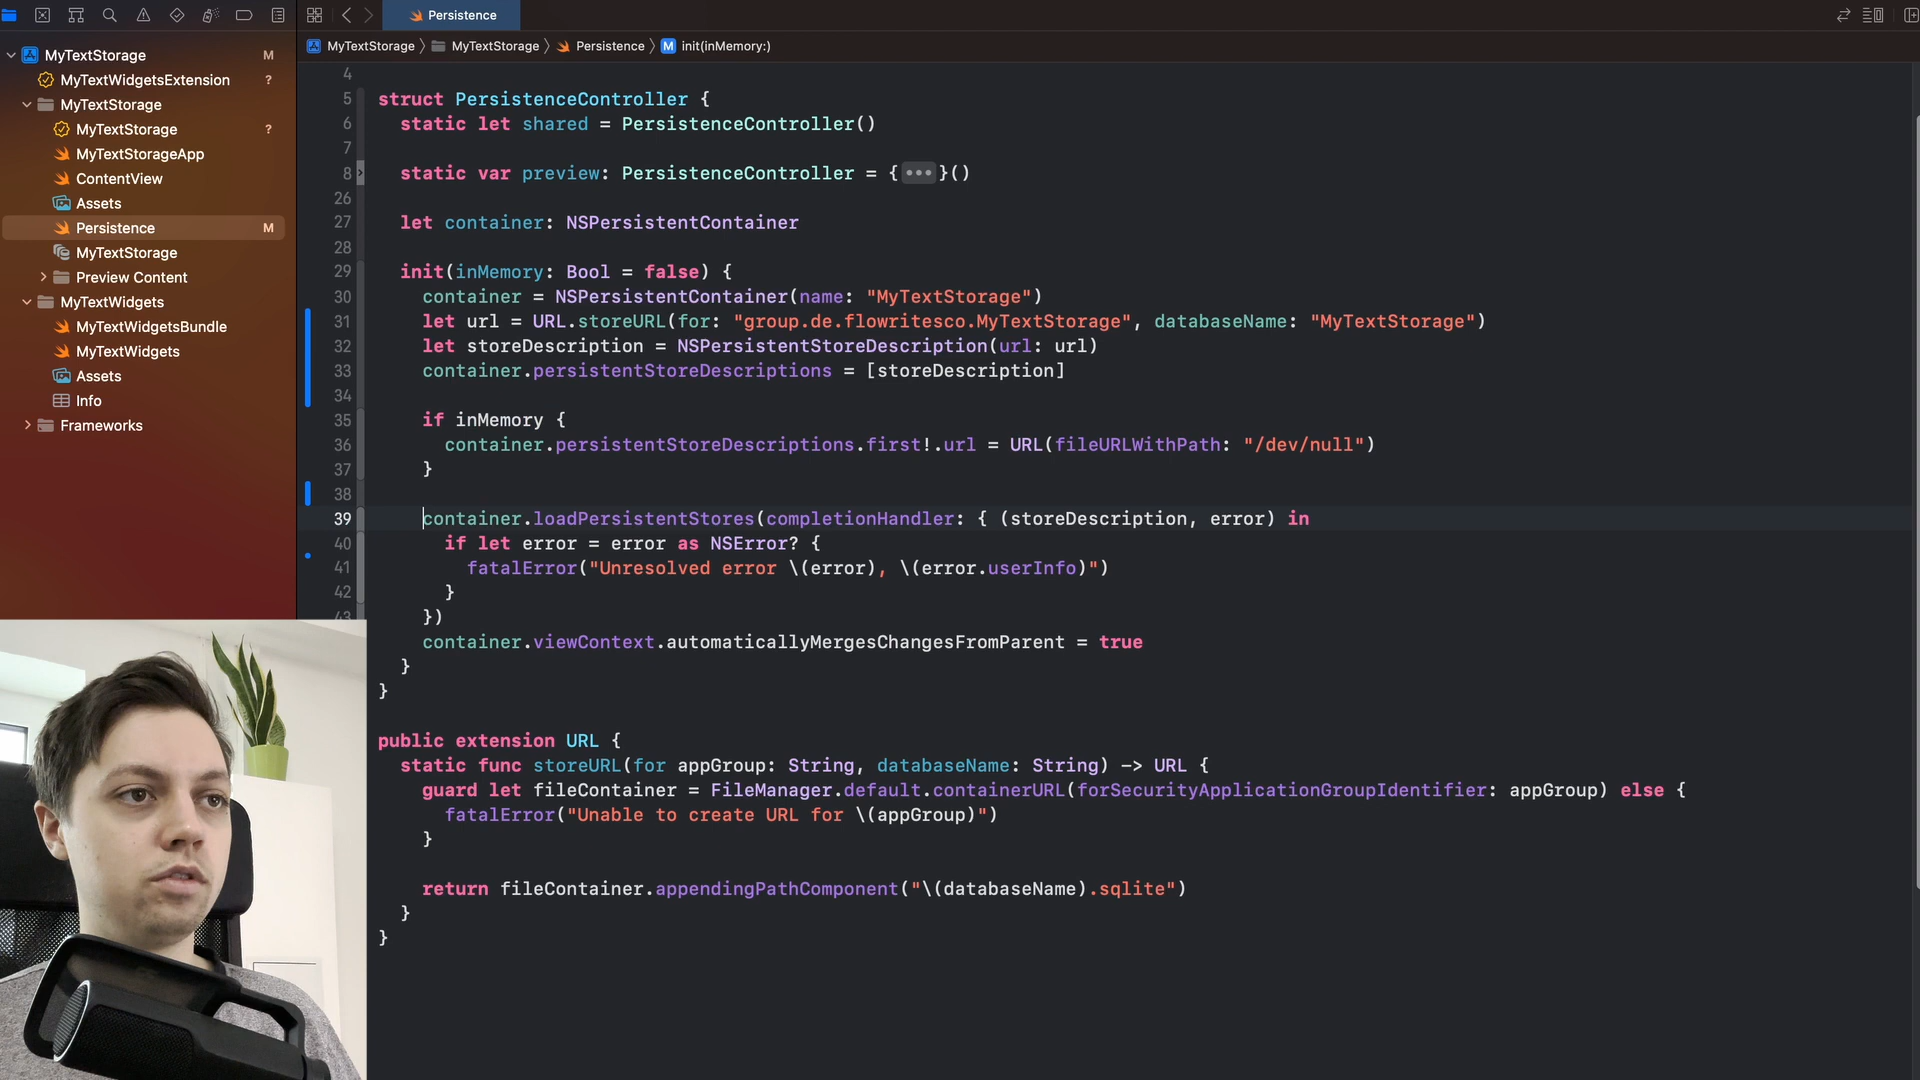 Persistence
MyTextStorage M
MyTextStorage
MyTextStorage
Persistence
M init(inMemory:)
MyTextWidgetsExtension ?
MyTextStorage
MyTextStorage ?
MyTextStorageApp
ContentView
Assets
Persistence M
MyTextStorage
Preview Content
MyTextWidgets
MyTextWidgetsBundle
MyTextWidgets
Assets
Info
Frameworks
4
5 struct PersistenceController {
6 static let shared = PersistenceController()
7
8 static var preview: PersistenceController = {•••}()
26
27 let container: NSPersistentContainer
28
29 init(inMemory: Bool = false) {
30 container = NSPersistentContainer(name: "MyTextStorage")
31 let url = URL.storeURL(for: "group.de.flowritesco.MyTextStorage", databaseName: "MyTextStorage")
32 let storeDescription = NSPersistentStoreDescription(url: url)
33 container.persistentStoreDescriptions = [storeDescription]
34
35 if inMemory {
36 container.persistentStoreDescriptions.first!.url = URL(fileURLWithPath: "/dev/null")
37 }
38
39 container.loadPersistentStores(completionHandler: { (storeDescription, error) in
40 if let error = error as NSError? {
41 fatalError("Unresolved error \(error), \(error.userInfo)")
42 }
43 })
container.viewContext.automaticallyMergesChangesFromParent = true
}
}
public extension URL {
static func storeURL(for appGroup: String, databaseName: String) -> URL {
guard let fileContainer = FileManager.default.containerURL(forSecurityApplicationGroupIdentifier: appGroup) else {
fatalError("Unable to create URL for \(appGroup)")
}
return fileContainer.appendingPathComponent("\(databaseName).sqlite")
}
}